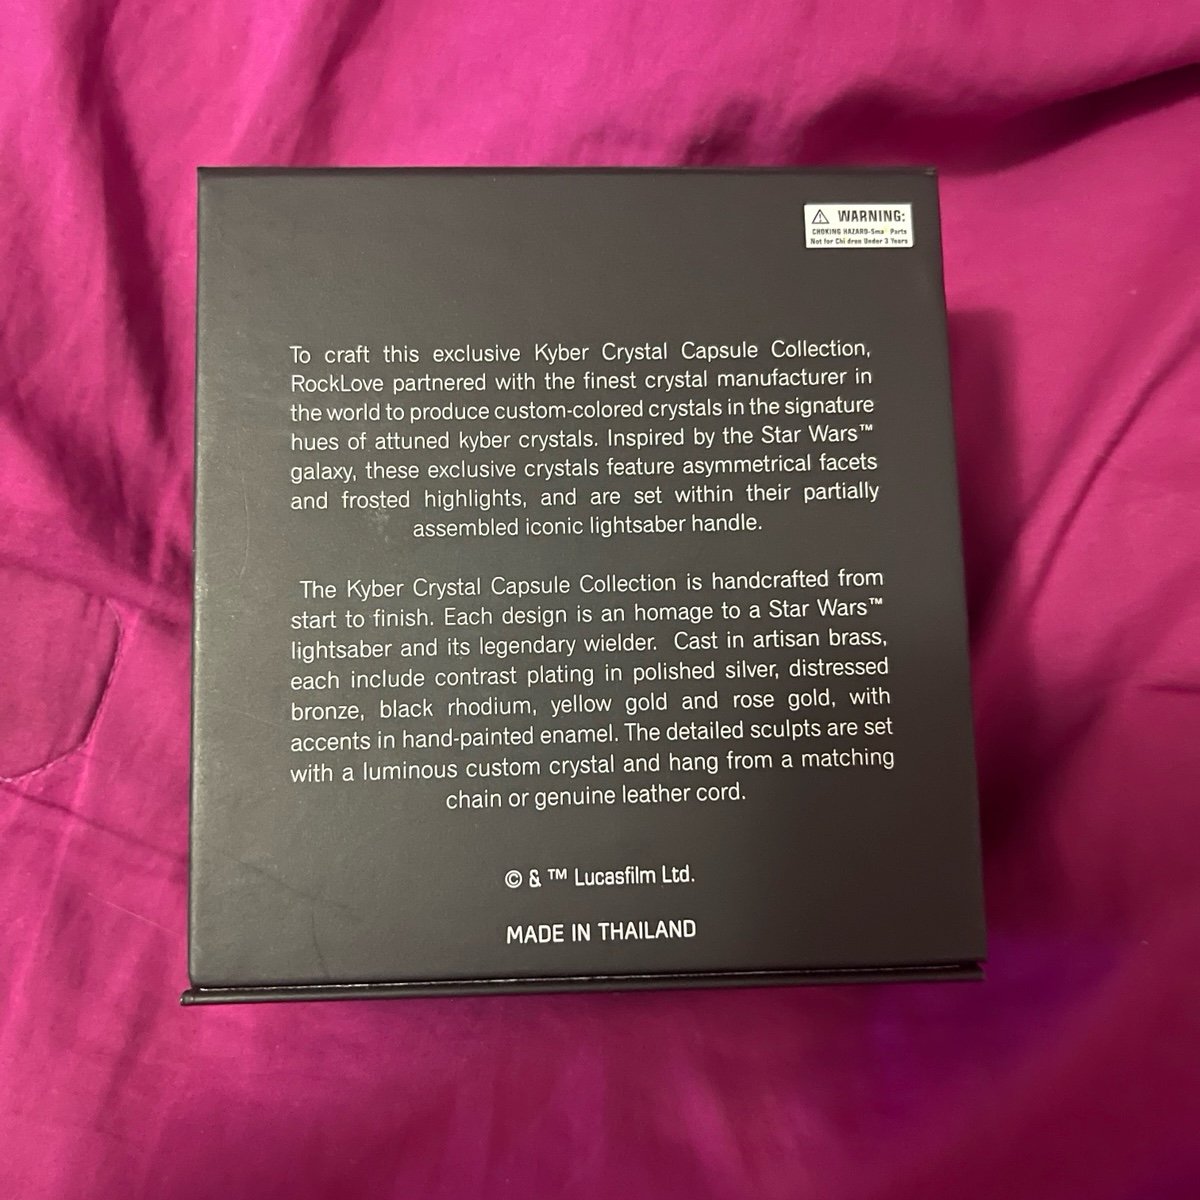 ⚠ WARNING:
CHOKING HAZARD-Sma Parts
Not for Chi dren Under 3 Years
To craft this exclusive Kyber Crystal Capsule Collection,
RockLove partnered with the finest crystal manufacturer in
the world to produce custom-colored crystals in the signature
hues of attuned kyber crystals. Inspired by the Star Wars™
galaxy, these exclusive crystals feature asymmetrical facets
and frosted highlights, and are set within their partially
assembled iconic lightsaber handle.
The Kyber Crystal Capsule Collection is handcrafted from
start to finish. Each design is an homage to a Star Wars™
lightsaber and its legendary wielder. Cast in artisan brass,
each include contrast plating in polished silver, distressed
bronze, black rhodium, yellow gold and rose gold, with
accents in hand-painted enamel. The detailed sculpts are set
with a luminous custom crystal and hang from a matching
chain or genuine leather cord.
© & ™ Lucasfilm Ltd.
MADE IN THAILAND